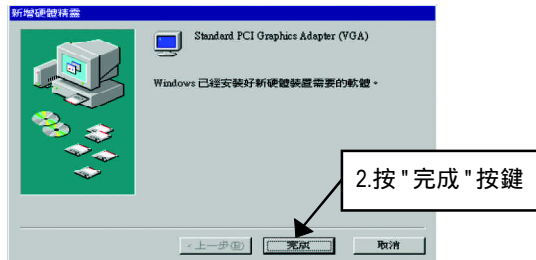 新增硬體精靈
Standard PCI Graphics Adapter (VGA)
Windows 已經安裝好新硬體裝置需要的軟體。
2.按"完成"按鍵
<上一步(B) 完成 取消